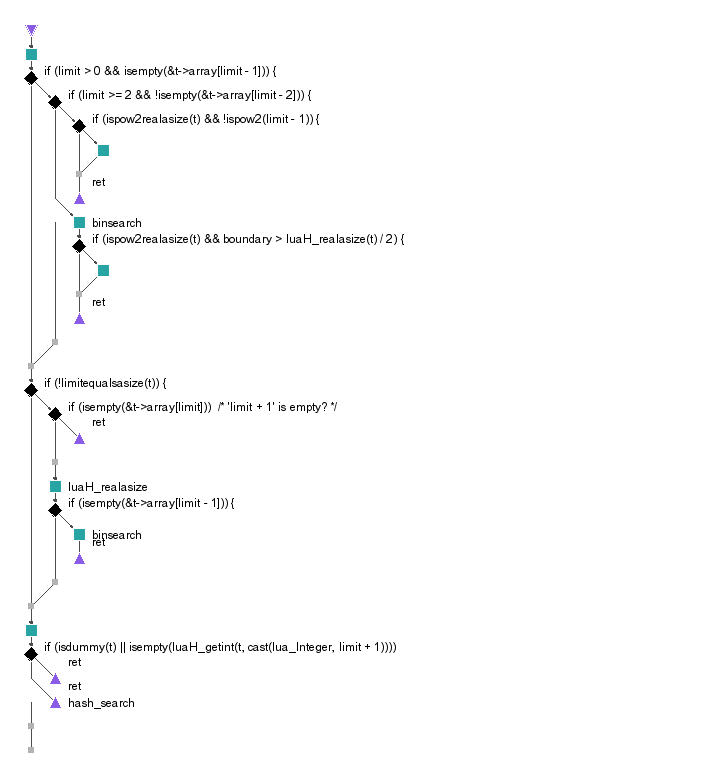 if (limit > 0 && isempty(&t->array[limit - 1])) {
if (limit >= 2 && !isempty(&t->array[limit - 2])) {
if (ispow2realasize(t) && !ispow2(limit - 1)) {
ret
binsearch
if (ispow2realasize(t) && boundary > luaH_realasize(t) / 2) {
ret
if (!limitequalsasize(t)) {
if (isempty(&t->array[limit]))  /* 'limit + 1' is empty? */
ret
luaH_realasize
if (isempty(&t->array[limit - 1])) {
binsearch
ret
if (isdummy(t) || isempty(luaH_getint(t, cast(lua_Integer, limit + 1))))
ret
ret
hash_search